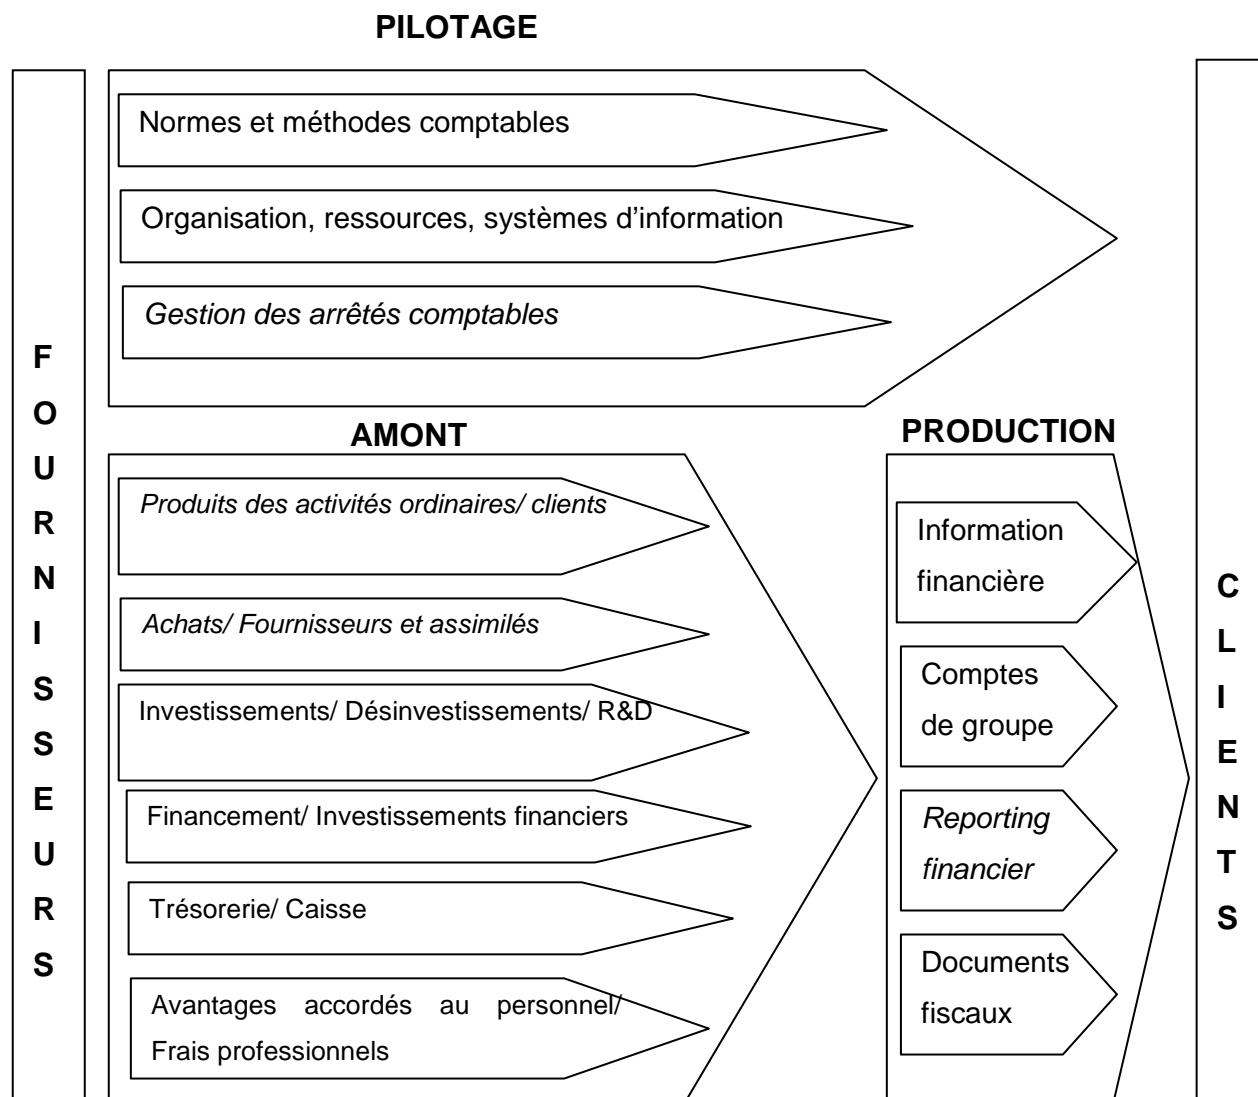 PILOTAGE
Normes et méthodes comptables
Organisation, ressources, systèmes d'information
Gestion des arrêtés comptables
F
O
U
R
N
I
S
S
E
U
R
S
AMONT
Produits des activités ordinaires/ clients
Achats/ Fournisseurs et assimilés
Investissements/ Désinvestissements/ R&D
Financement/ Investissements financiers
Trésorerie/ Caisse
Avantages accordés au personnel/
Frais professionnels
PRODUCTION
Information
financière
Comptes
de groupe
Reporting
financier
Documents
fiscaux
C
L
I
E
N
T
S